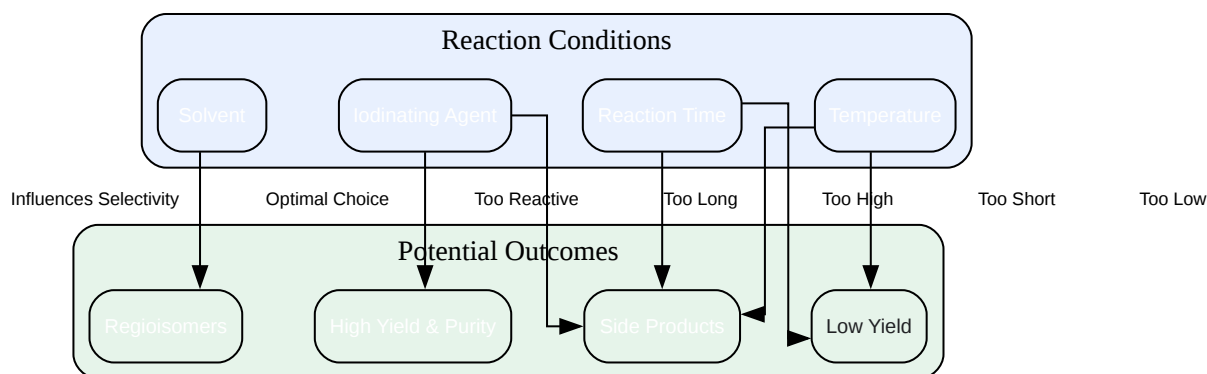 Reaction Conditions
Solvent
Iodinating Agent
Reaction Time
Temperature
Influences Selectivity
Optimal Choice
Too Reactive
Too Long
Too High
Too Short
Too Low
Potential Outcomes
Regioisomers
High Yield & Purity
Side Products
Low Yield